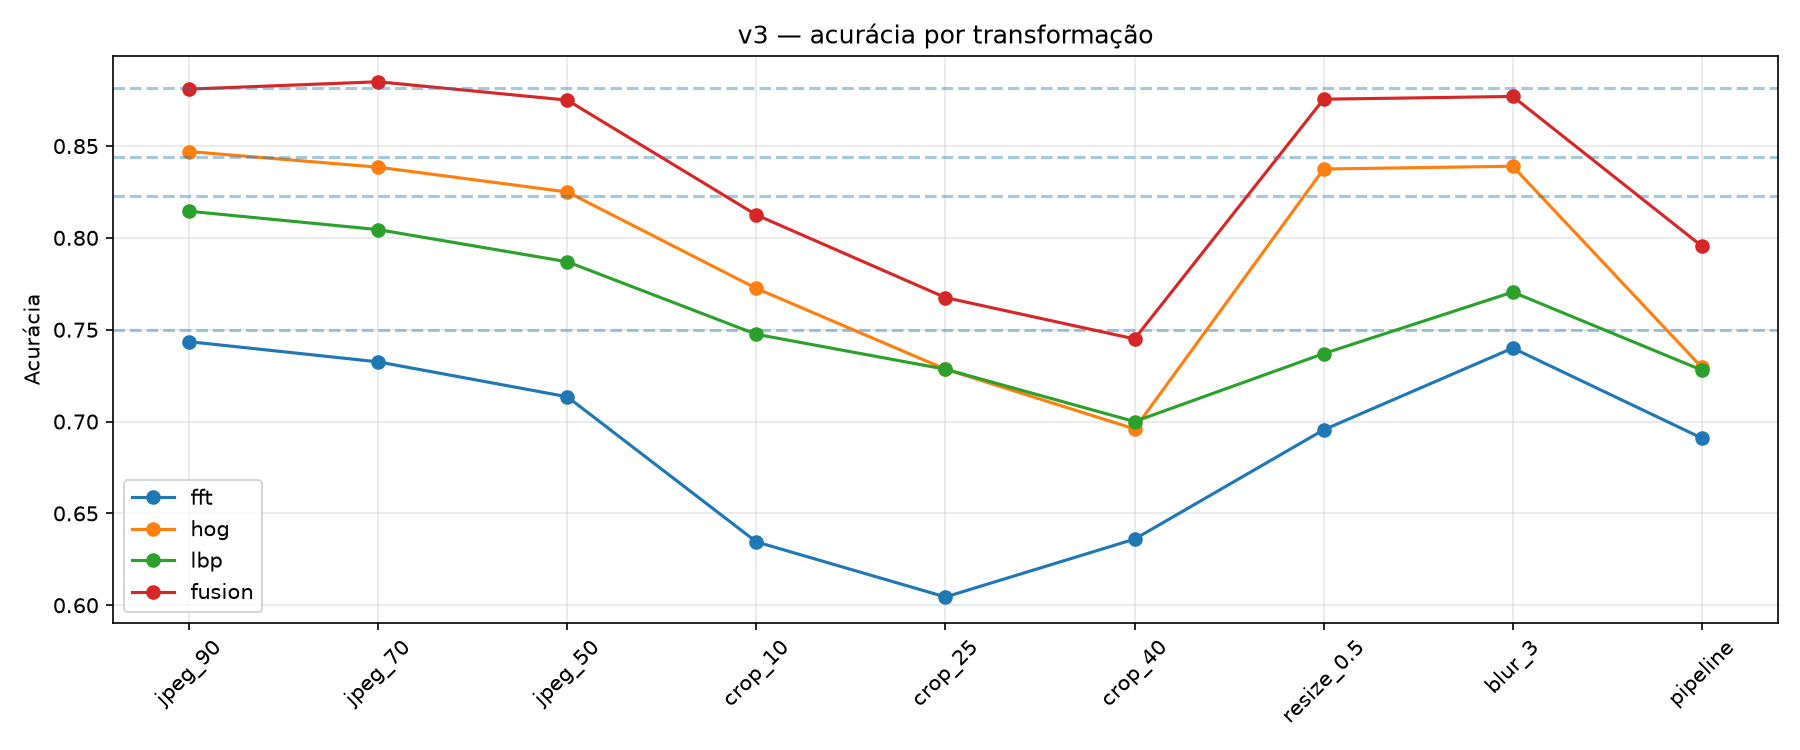 v3 — acurácia por transformação
Acurácia
0.85
0.80
0.75
0.70
0.65
0.60
fft
hog
lbp
fusion
jpeg_90
jpeg_70
jpeg_50
crop_10
crop_25
crop_40
resize_0.5
blur_3
pipeline